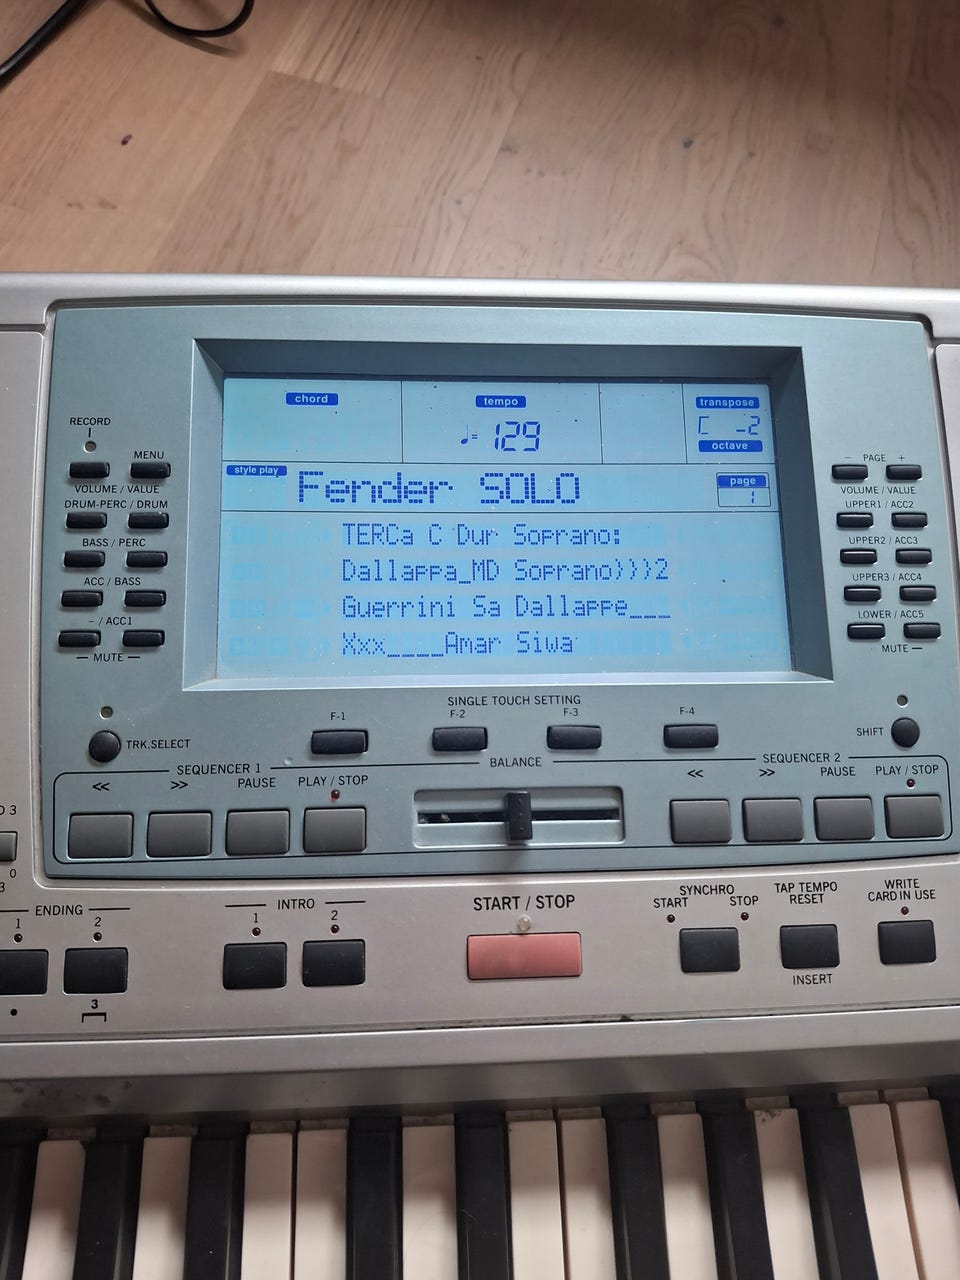 chord
tempo
♩= 129
transpose
[ -2
octave
style play
Fender SOLO
page
1
TERCa C Dur Soprano:
Dallappa_MD Soprano)))2
Guerrini Sa Dallappe___
Xxx____Amar Siwa
RECORD
MENU
VOLUME / VALUE
DRUM-PERC / DRUM
BASS / PERC
ACC / BASS
- / ACC1
MUTE
- PAGE +
VOLUME / VALUE
UPPER1 / ACC2
UPPER2 / ACC3
UPPER3 / ACC4
LOWER / ACC5
MUTE
SINGLE TOUCH SETTING
F-1 F-2 F-3 F-4
TRK.SELECT
SHIFT
SEQUENCER 1
<< >> PAUSE PLAY / STOP
BALANCE
SEQUENCER 2
<< >> PAUSE PLAY / STOP
3
0
3
ENDING
1 2
3
INTRO
1 2
START / STOP
SYNCHRO
START STOP
TAP TEMPO
RESET
INSERT
WRITE
CARD IN USE